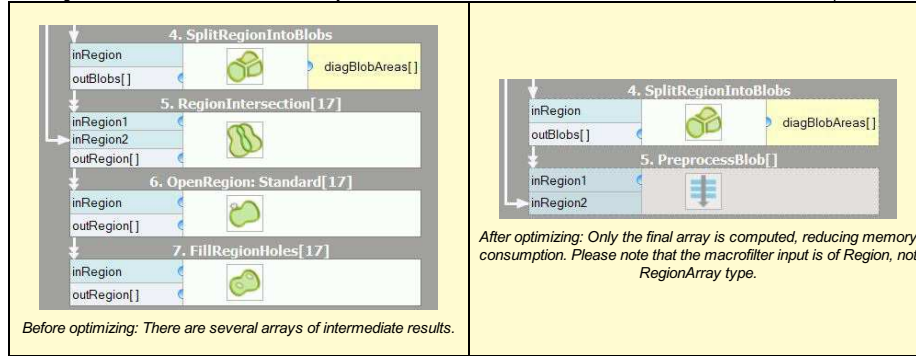 4. SplitRegionIntoBlobs
inRegion
outBlobs[]
diagBlobAreas[]
5. RegionIntersection[17]
inRegion1
inRegion2
outRegion[]
6. OpenRegion: Standard[17]
inRegion
outRegion[]
7. FillRegionHoles[17]
inRegion
outRegion[]
Before optimizing: There are several arrays of intermediate results.
4. SplitRegionIntoBlobs
inRegion
outBlobs[]
diagBlobAreas[]
5. PreprocessBlob[]
inRegion1
inRegion2
After optimizing: Only the final array is computed, reducing memory
consumption. Please note that the macrofilter input is of Region, not
RegionArray type.